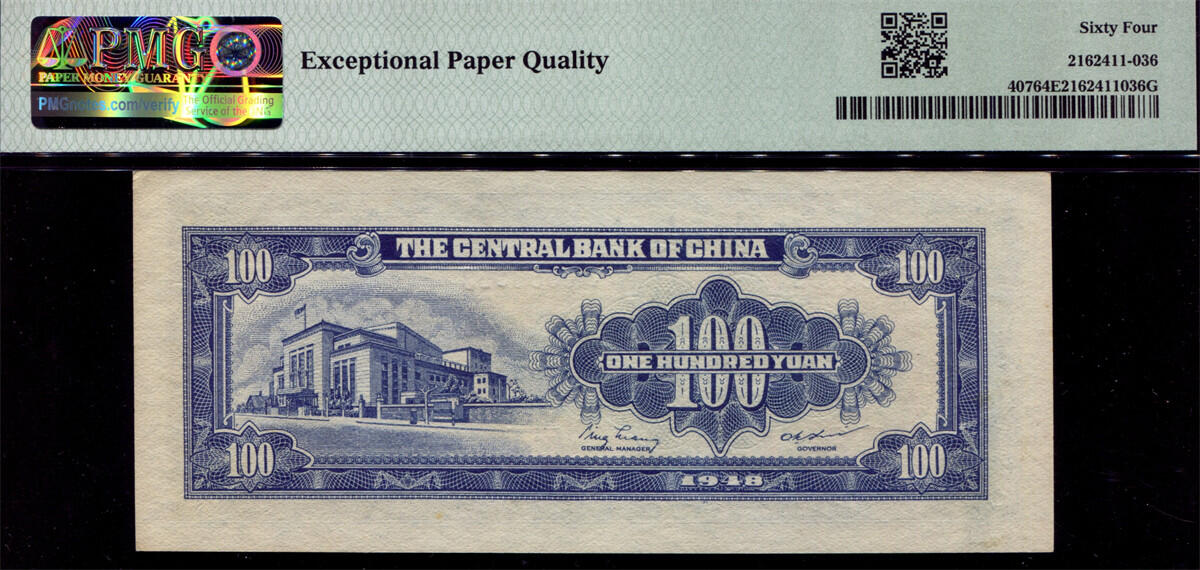 PMG
PAPER MONEY GUARANTY
PMGnotes.com/verify
The Official Grading
Service of the
Exceptional Paper Quality
Sixty Four
2162411-036
40764E2162411036G
THE CENTRAL BANK OF CHINA
100
100
100
ONE HUNDRED YUAN
GENERAL MANAGER
GOVERNOR
100
100
1948